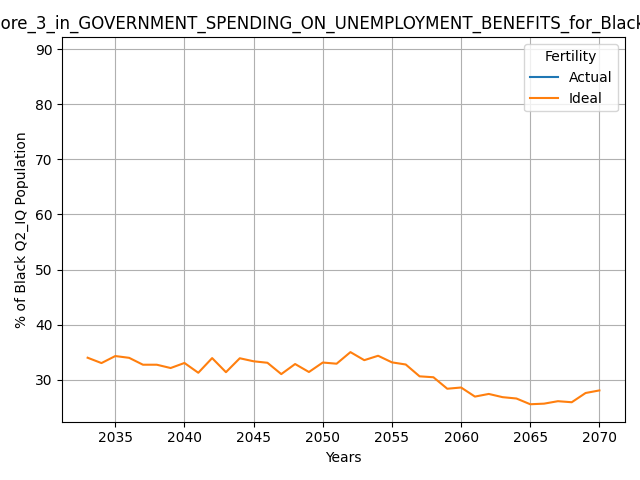 ore_3_in_GOVERNMENT_SPENDING_ON_UNEMPLOYMENT_BENEFITS_for_Black
Fertility
Actual
Ideal
% of Black Q2_IQ Population
90
80
70
60
50
40
30
2035 2040 2045 2050 2055 2060 2065 2070
Years